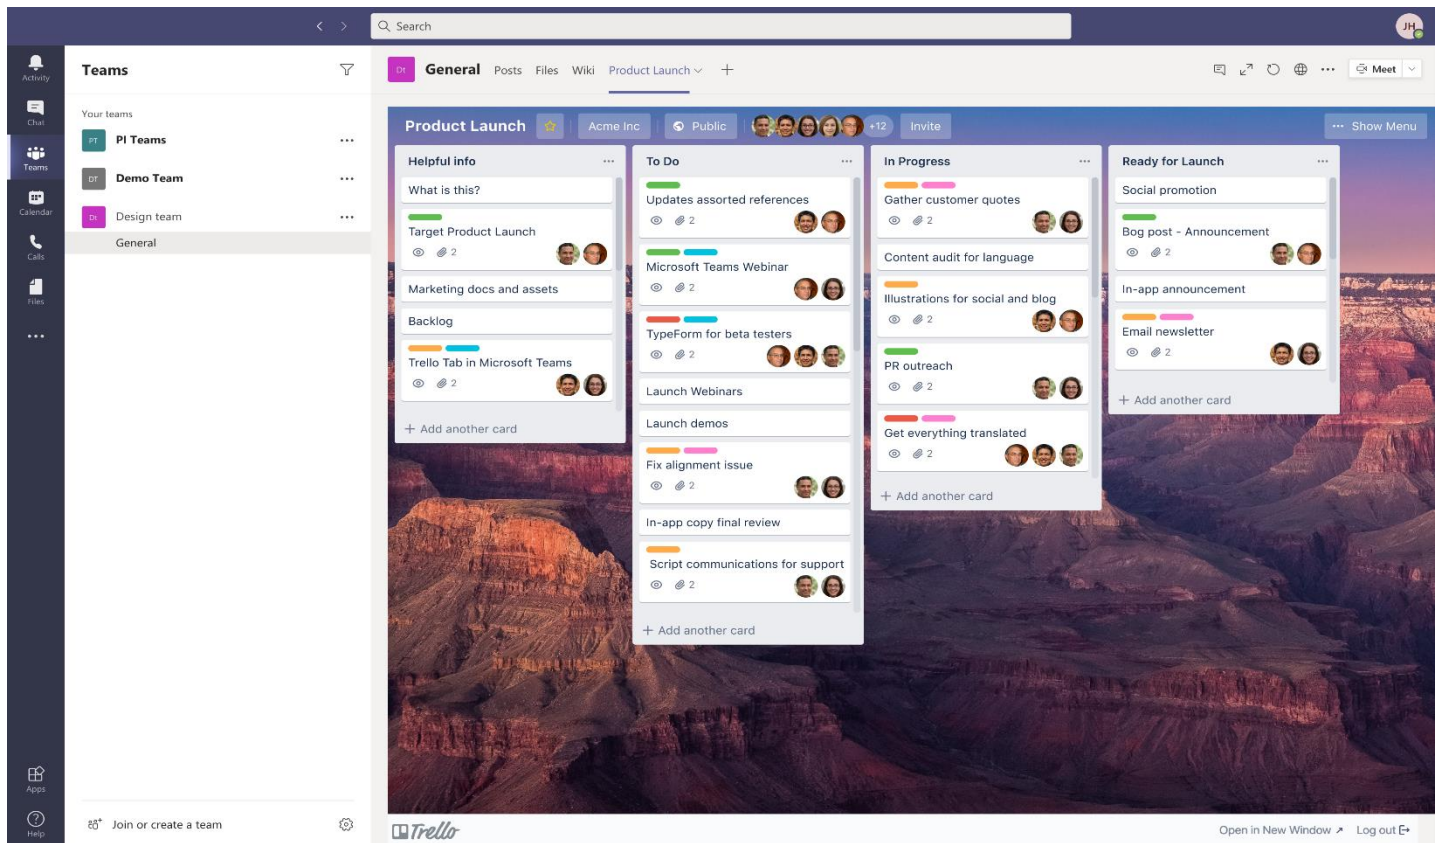 Search
JH
Activity
Chat
Teams
Calendar
Calls
Files
Apps
Help
Teams
Your teams
PT PI Teams
DT Demo Team
Dt Design team
General
Join or create a team
Dt General Posts Files Wiki Product Launch
Meet
Product Launch Acme Inc Public +12 Invite
Show Menu
Helpful info
What is this?
Target Product Launch
2
Marketing docs and assets
Backlog
Trello Tab in Microsoft Teams
2
+ Add another card
To Do
Updates assorted references
2
Microsoft Teams Webinar
2
TypeForm for beta testers
2
Launch Webinars
Launch demos
Fix alignment issue
2
In-app copy final review
Script communications for support
2
+ Add another card
In Progress
Gather customer quotes
2
Content audit for language
Illustrations for social and blog
2
PR outreach
2
Get everything translated
2
+ Add another card
Ready for Launch
Social promotion
Bog post - Announcement
2
In-app announcement
Email newsletter
2
+ Add another card
Trello
Open in New Window Log out